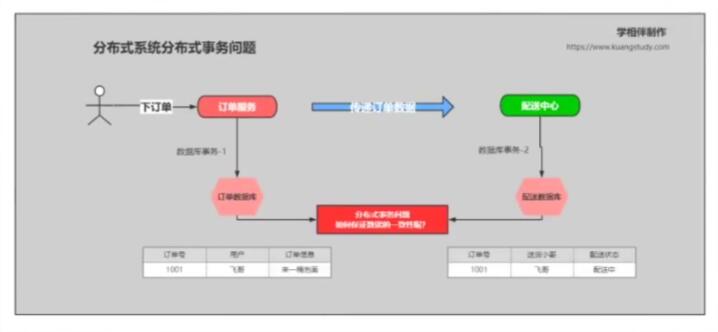 学相伴制作
https://www.kuangstudy.com
分布式系统分布式事务问题
下订单
订单服务
传递订单数据
配送中心
数据库事务-1
数据库事务-2
订单数据库
配送数据库
分布式事务问题
如何保证数据的一致性呢?
订单号 用户 订单信息
1001 飞哥 来一桶泡面
订单号 送货小哥 配送状态
1001 飞哥 配送中